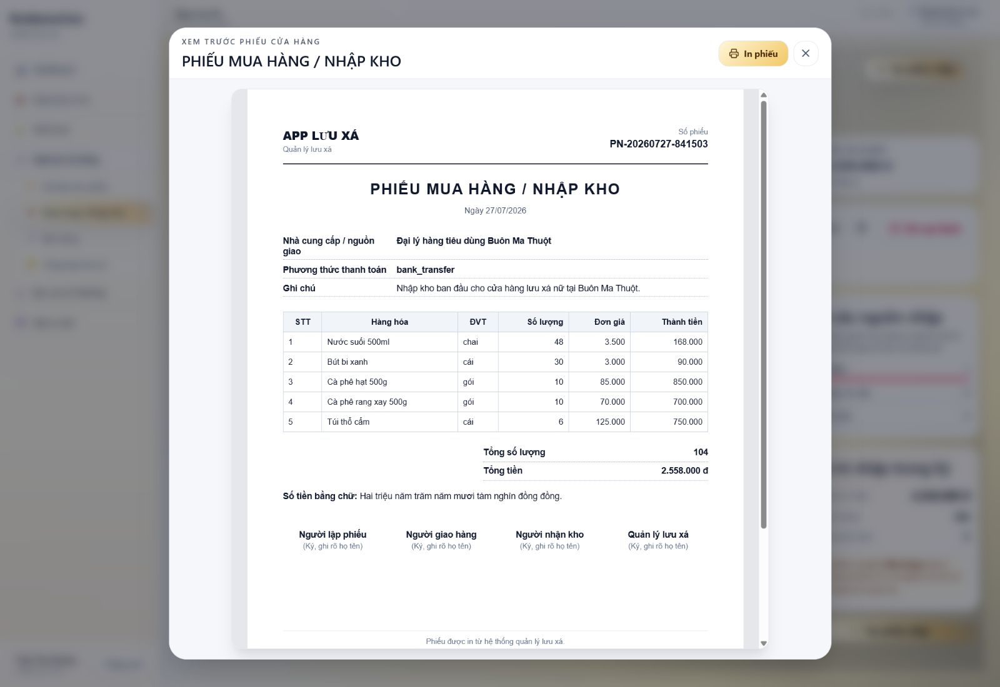 XEM TRƯỚC PHIẾU CỬA HÀNG
PHIẾU MUA HÀNG / NHẬP KHO
In phiếu
APP LƯU XÁ
Quản lý lưu xá
Số phiếu
PN-20260727-841503
PHIẾU MUA HÀNG / NHẬP KHO
Ngày 27/07/2026
Nhà cung cấp / nguồn giao Đại lý hàng tiêu dùng Buôn Ma Thuột
Phương thức thanh toán bank_transfer
Ghi chú Nhập kho ban đầu cho cửa hàng lưu xá nữ tại Buôn Ma Thuột.
STT Hàng hóa ĐVT Số lượng Đơn giá Thành tiền
1 Nước suối 500ml chai 48 3.500 168.000
2 Bút bi xanh cái 30 3.000 90.000
3 Cà phê hạt 500g gói 10 85.000 850.000
4 Cà phê rang xay 500g gói 10 70.000 700.000
5 Túi thổ cẩm cái 6 125.000 750.000
Tổng số lượng 104
Tổng tiền 2.558.000 đ
Số tiền bằng chữ: Hai triệu năm trăm năm mươi tám nghìn đồng đồng.
Người lập phiếu Người giao hàng Người nhận kho Quản lý lưu xá
(Ký, ghi rõ họ tên) (Ký, ghi rõ họ tên) (Ký, ghi rõ họ tên) (Ký, ghi rõ họ tên)
Phiếu được in từ hệ thống quản lý lưu xá.